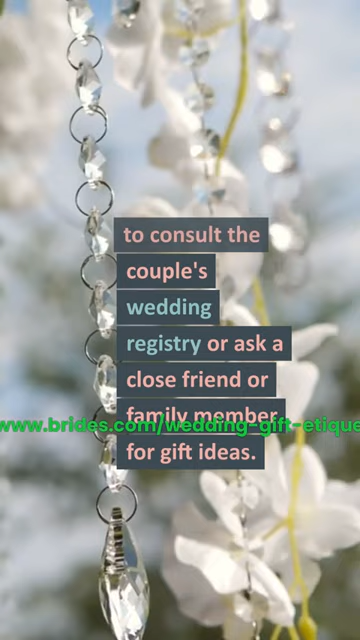 to consult the
couple's
wedding
registry or ask a
close friend or
family member
www.brides.com/wedding-gift-etique
for gift ideas.